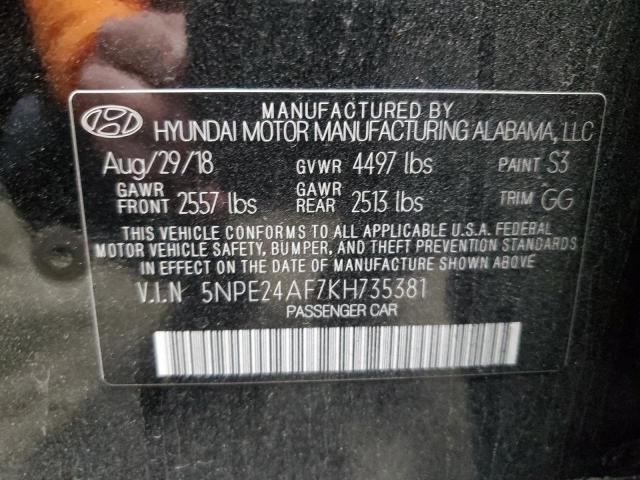 MANUFACTURED BY
HYUNDAI MOTOR MANUFACTURING ALABAMA, LLC
Aug/29/18 GVWR 4497 lbs PAINT S3
GAWR FRONT 2557 lbs GAWR REAR 2513 lbs TRIM GG
THIS VEHICLE CONFORMS TO ALL APPLICABLE U.S.A. FEDERAL
MOTOR VEHICLE SAFETY, BUMPER, AND THEFT PREVENTION STANDARDS
IN EFFECT ON THE DATE OF MANUFACTURE SHOWN ABOVE
V.I.N 5NPE24AF7KH735381
PASSENGER CAR